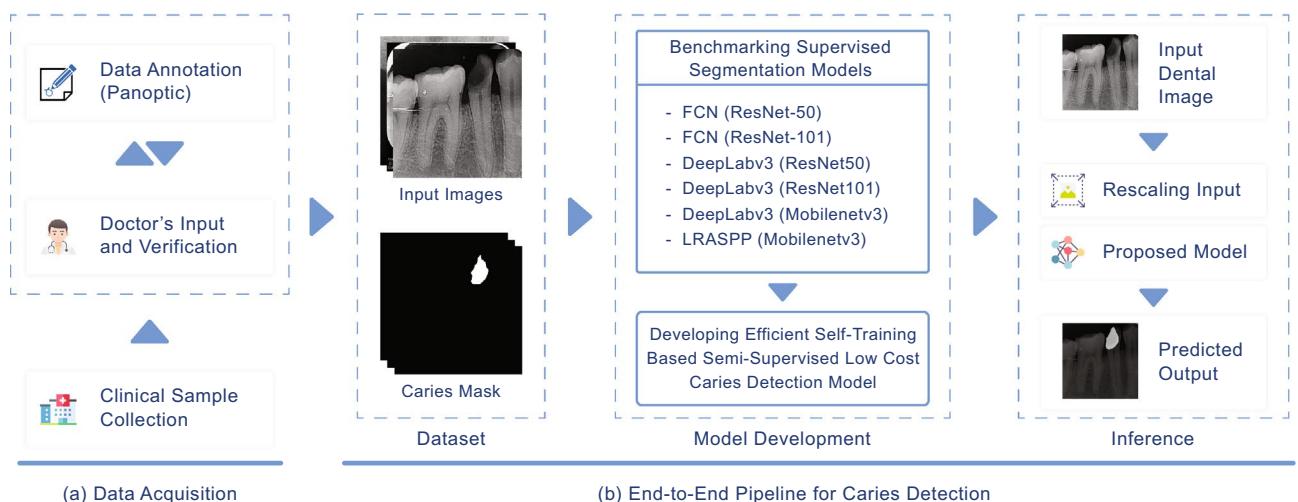 Data Annotation
(Panoptic)
Doctor's Input
and Verification
Clinical Sample
Collection
(a) Data Acquisition
Input Images
Caries Mask
Dataset
Benchmarking Supervised
Segmentation Models
- FCN (ResNet-50)
- FCN (ResNet-101)
- DeepLabv3 (ResNet50)
- DeepLabv3 (ResNet101)
- DeepLabv3 (Mobilenetv3)
- LRASPP (Mobilenetv3)
Developing Efficient Self-Training
Based Semi-Supervised Low Cost
Caries Detection Model
Model Development
Input
Dental
Image
Rescaling Input
Proposed Model
Predicted
Output
Inference
(b) End-to-End Pipeline for Caries Detection